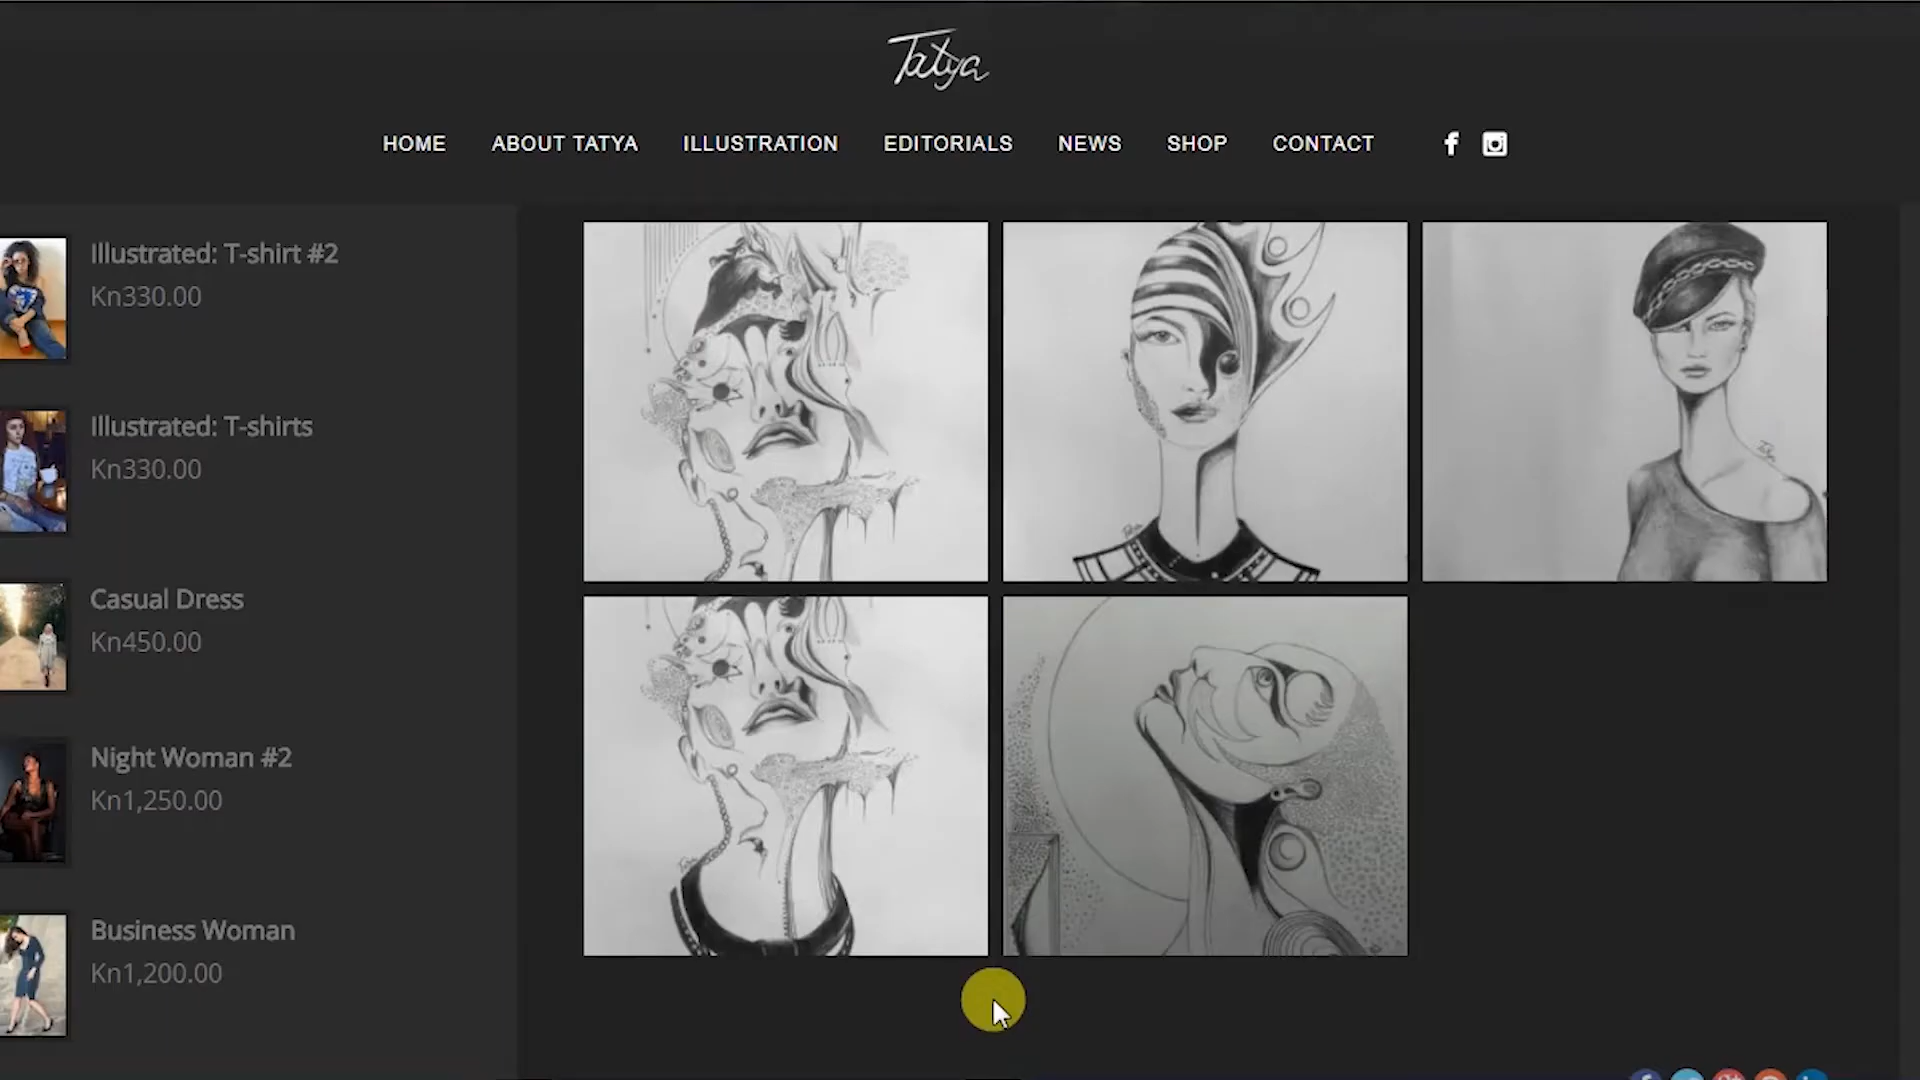 Tatya
HOME ABOUT TATYA ILLUSTRATION EDITORIALS NEWS SHOP CONTACT
Illustrated: T-shirt #2
Kn330.00
Illustrated: T-shirts
Kn330.00
Casual Dress
Kn450.00
Night Woman #2
Kn1,250.00
Business Woman
Kn1,200.00